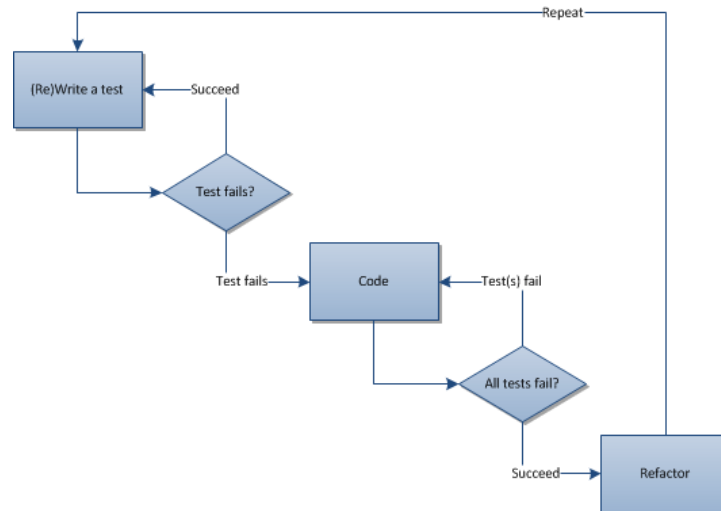 Repeat
(Re)Write a test
Succeed
Test fails?
Test fails
Code
Test(s) fail
All tests fail?
Succeed
Refactor